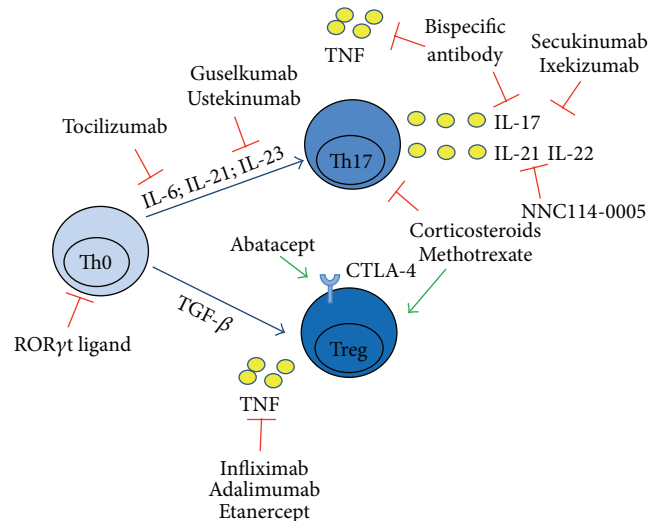 TNF
Bispecific
antibody
Secukinumab
Ixekizumab
Guselkumab
Ustekinumab
Tocilizumab
IL-6; IL-21; IL-23
Th17
IL-17
IL-21 IL-22
NNC114-0005
Th0
Corticosteroids
Methotrexate
Abatacept
CTLA-4
TGF-β
RORγt ligand
Treg
TNF
Infliximab
Adalimumab
Etanercept